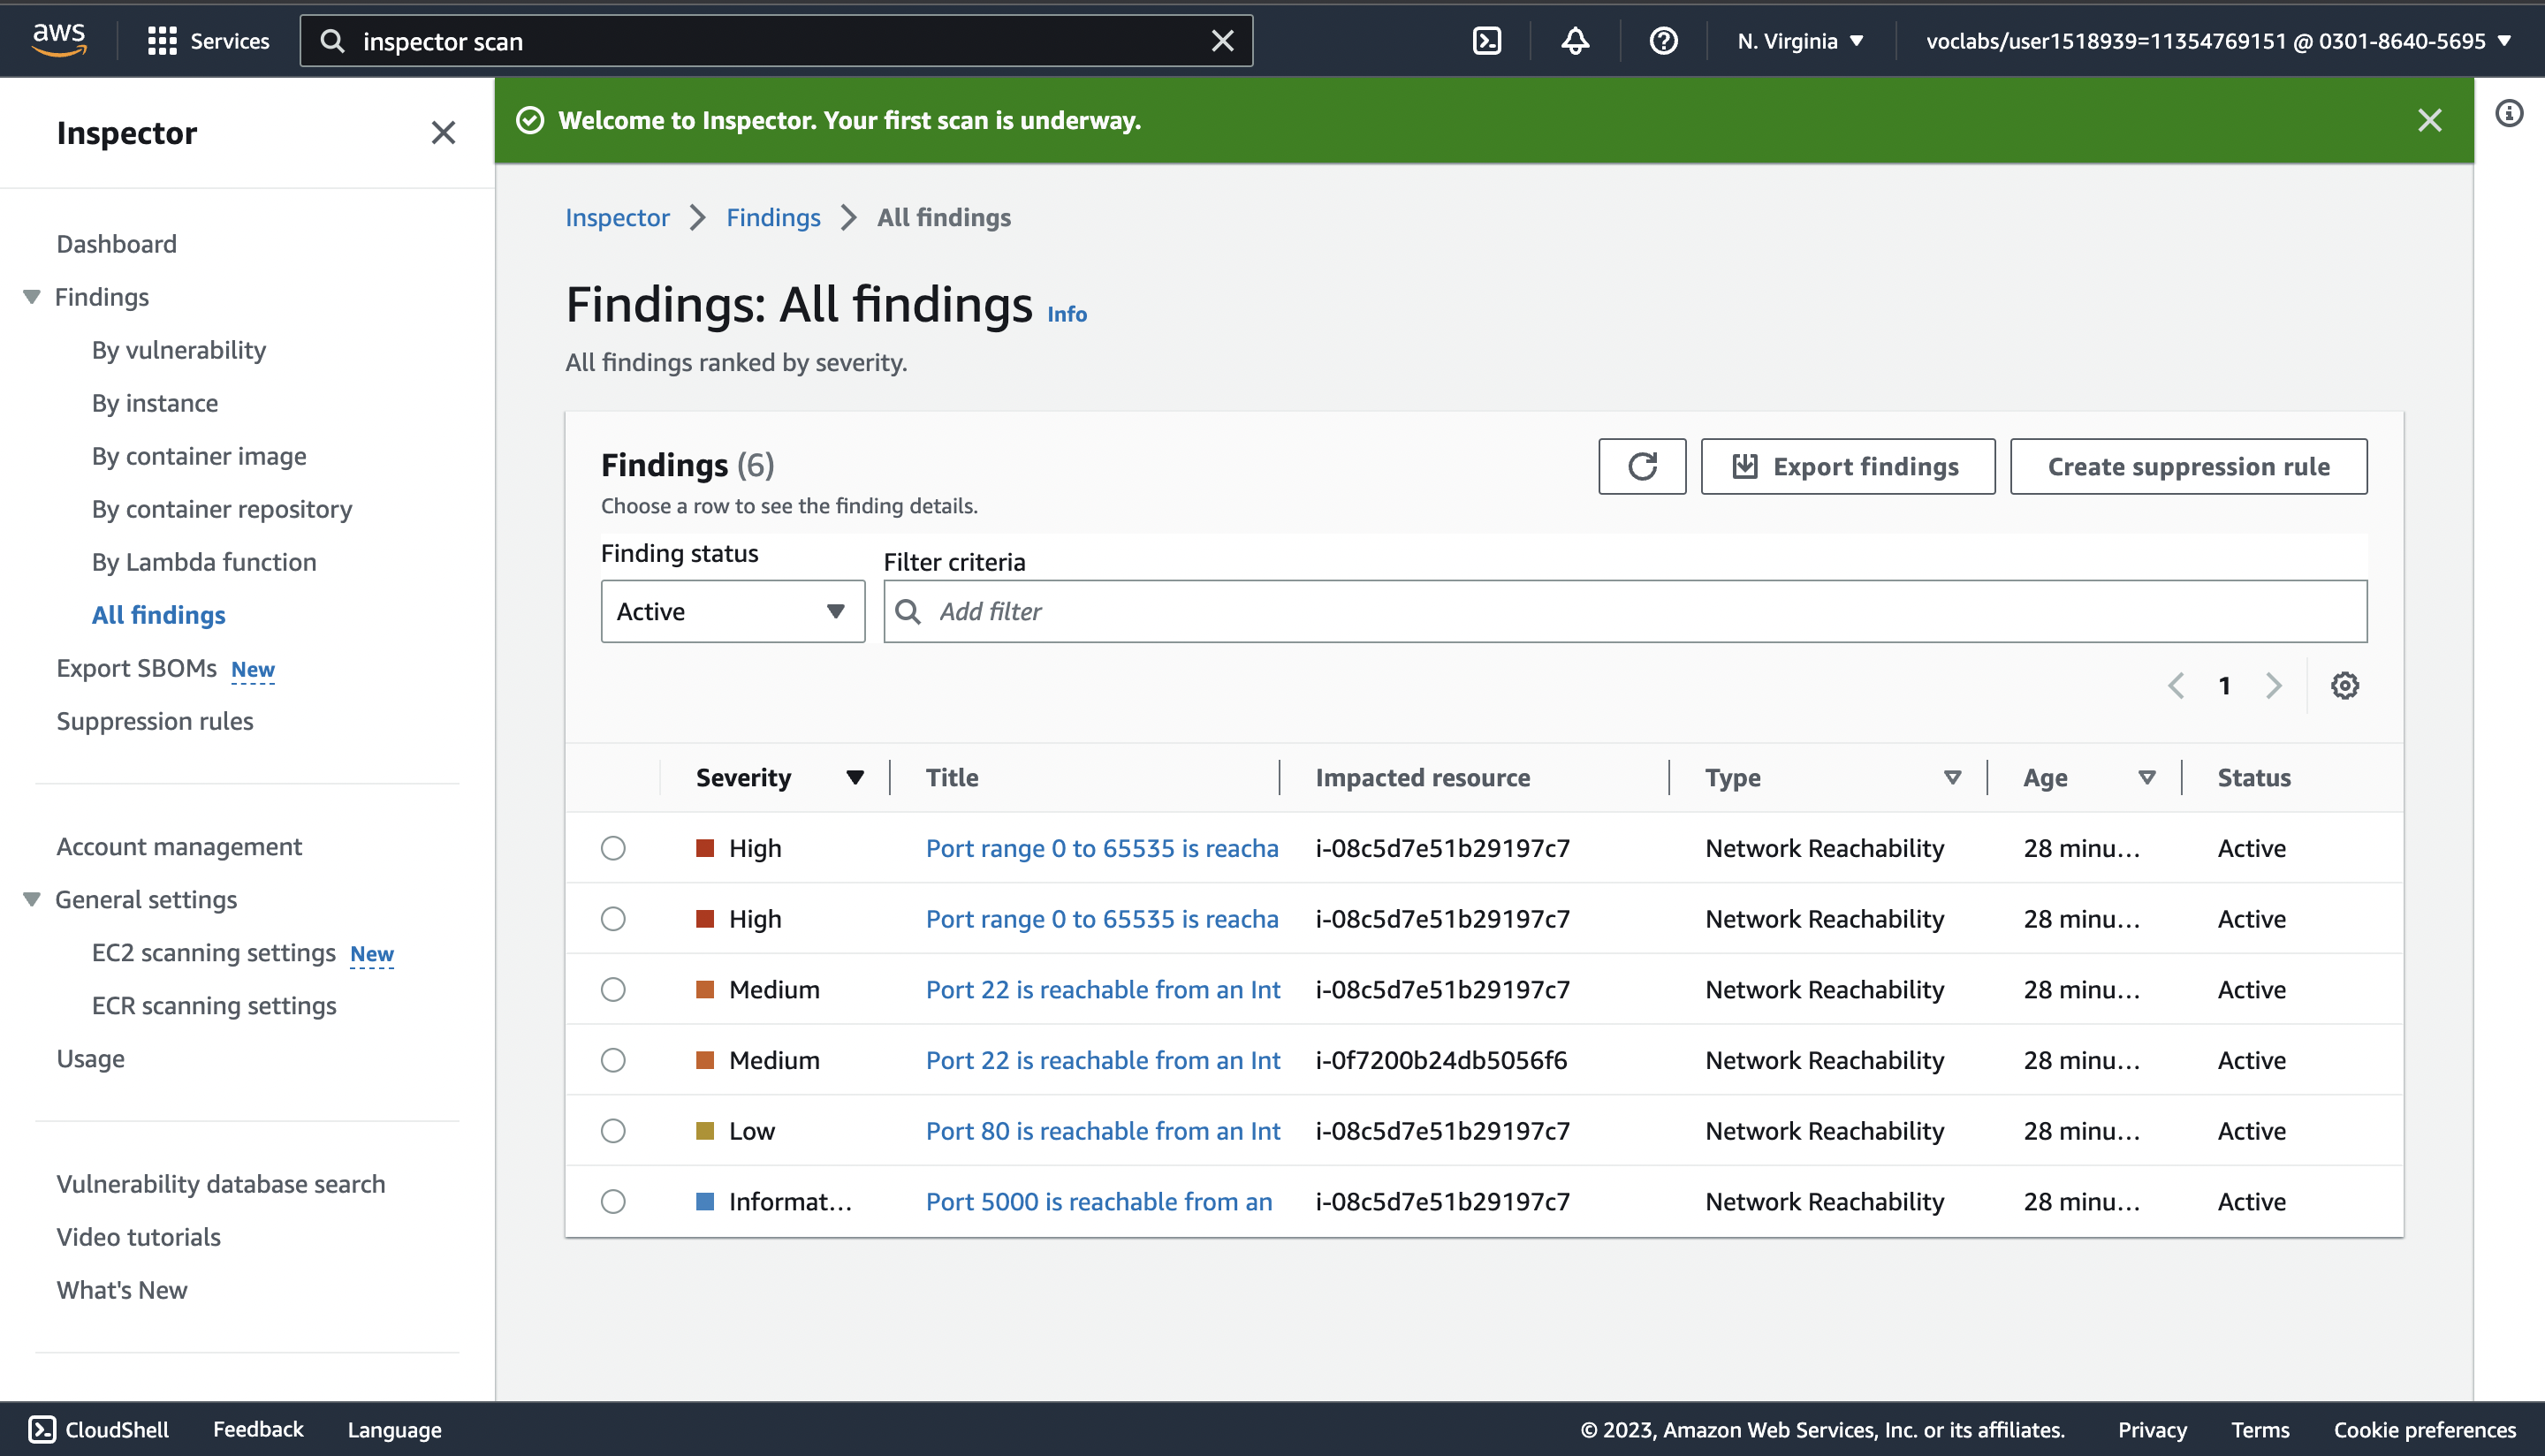 aws Services inspector scan N. Virginia voclabs/user1518939=11354769151 @ 0301-8640-5695
Inspector
Dashboard
Findings
By vulnerability
By instance
By container image
By container repository
By Lambda function
All findings
Export SBOMs New
Suppression rules
Account management
General settings
EC2 scanning settings New
ECR scanning settings
Usage
Vulnerability database search
Video tutorials
What's New
Welcome to Inspector. Your first scan is underway.
Inspector Findings All findings
Findings: All findings Info
All findings ranked by severity.
Findings (6)
Choose a row to see the finding details.
Export findings
Create suppression rule
Finding status
Active
Filter criteria
Add filter
1
Severity Title Impacted resource Type Age Status
High Port range 0 to 65535 is reacha i-08c5d7e51b29197c7 Network Reachability 28 minu... Active
High Port range 0 to 65535 is reacha i-08c5d7e51b29197c7 Network Reachability 28 minu... Active
Medium Port 22 is reachable from an Int i-08c5d7e51b29197c7 Network Reachability 28 minu... Active
Medium Port 22 is reachable from an Int i-0f7200b24db5056f6 Network Reachability 28 minu... Active
Low Port 80 is reachable from an Int i-08c5d7e51b29197c7 Network Reachability 28 minu... Active
Informat... Port 5000 is reachable from an i-08c5d7e51b29197c7 Network Reachability 28 minu... Active
CloudShell Feedback Language © 2023, Amazon Web Services, Inc. or its affiliates. Privacy Terms Cookie preferences